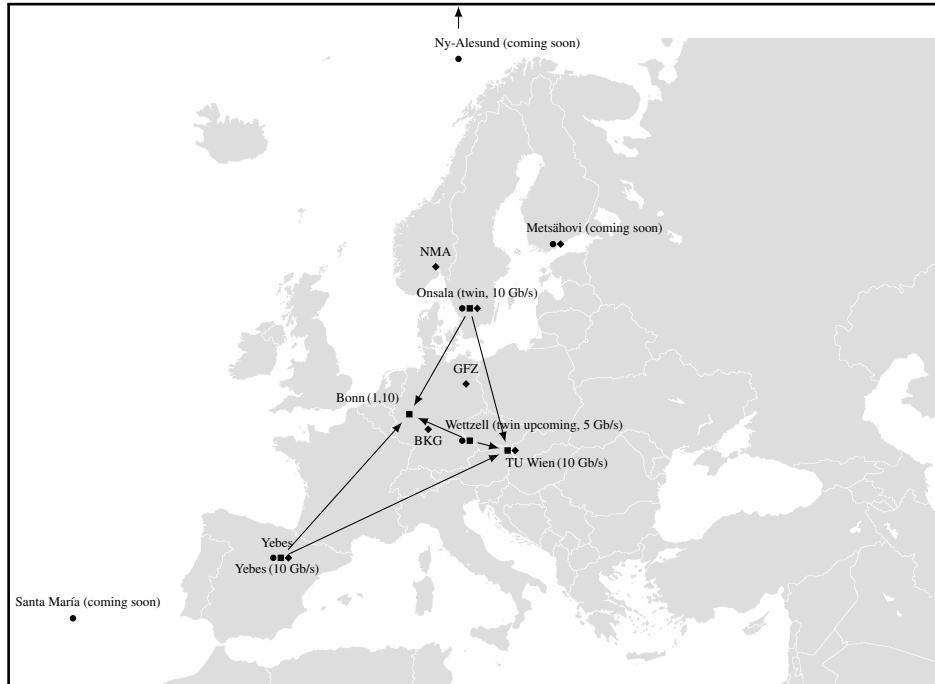 Ny-Alesund (coming soon)
Metsähovi (coming soon)
NMA
Onsala (twin, 10 Gb/s)
GFZ
Bonn (1,10)
Wettzell (twin upcoming, 5 Gb/s)
BKG
TU Wien (10 Gb/s)
Yebes
Yebes (10 Gb/s)
Santa María (coming soon)